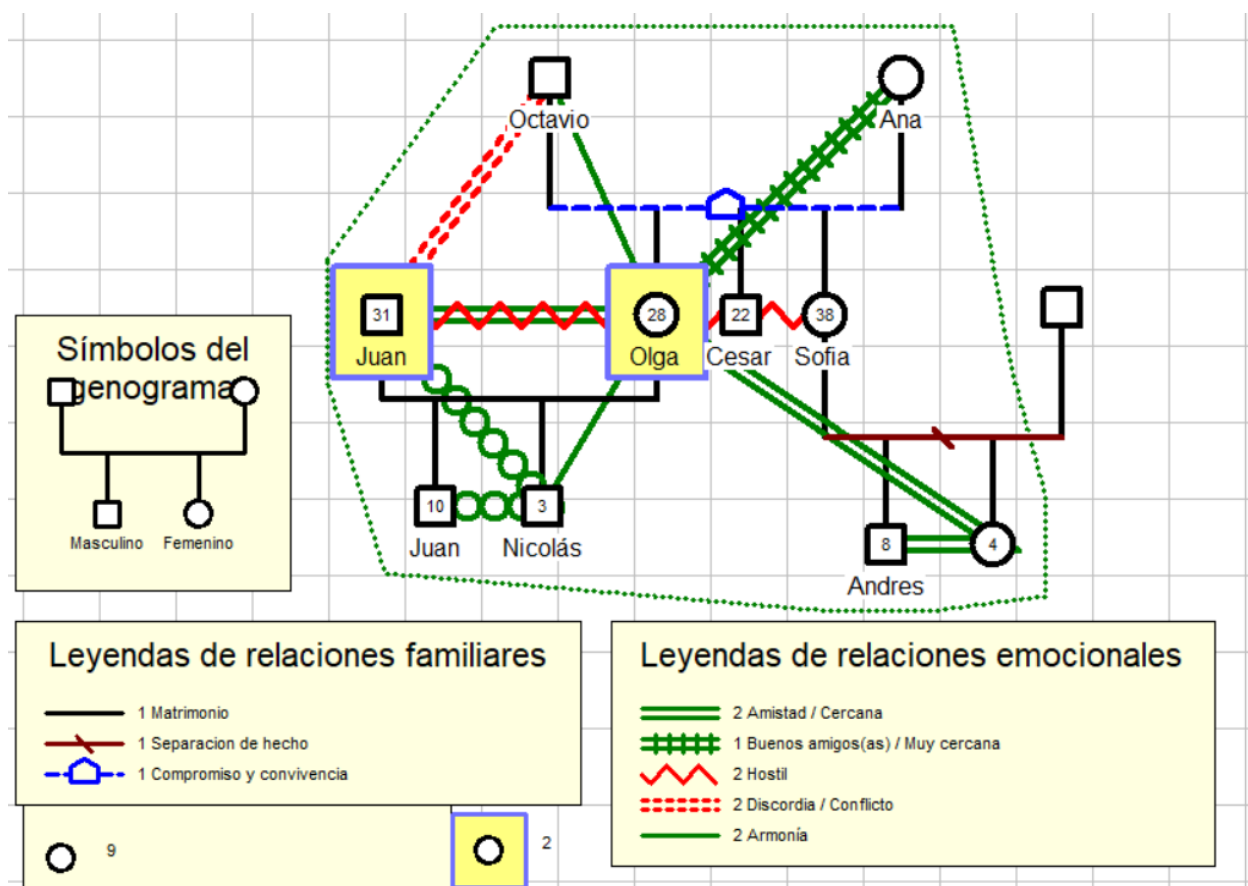 Octavio
Ana
31
Juan
28
Olga
22
Cesar
38
Sofia
10
Juan
3
Nicolás
8
Andres
4
Símbolos del
genograma
Masculino
Femenino
Leyendas de relaciones familiares
1 Matrimonio
1 Separacion de hecho
1 Compromiso y convivencia
9
2
Leyendas de relaciones emocionales
2 Amistad / Cercana
1 Buenos amigos(as) / Muy cercana
2 Hostil
2 Discordia / Conflicto
2 Armonía